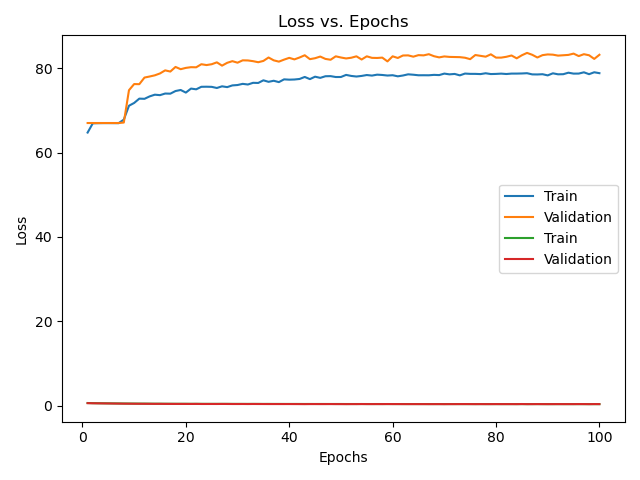 Loss vs. Epochs
80
60
40
20
0
Loss
Train
Validation
Train
Validation
0 20 40 60 80 100
Epochs